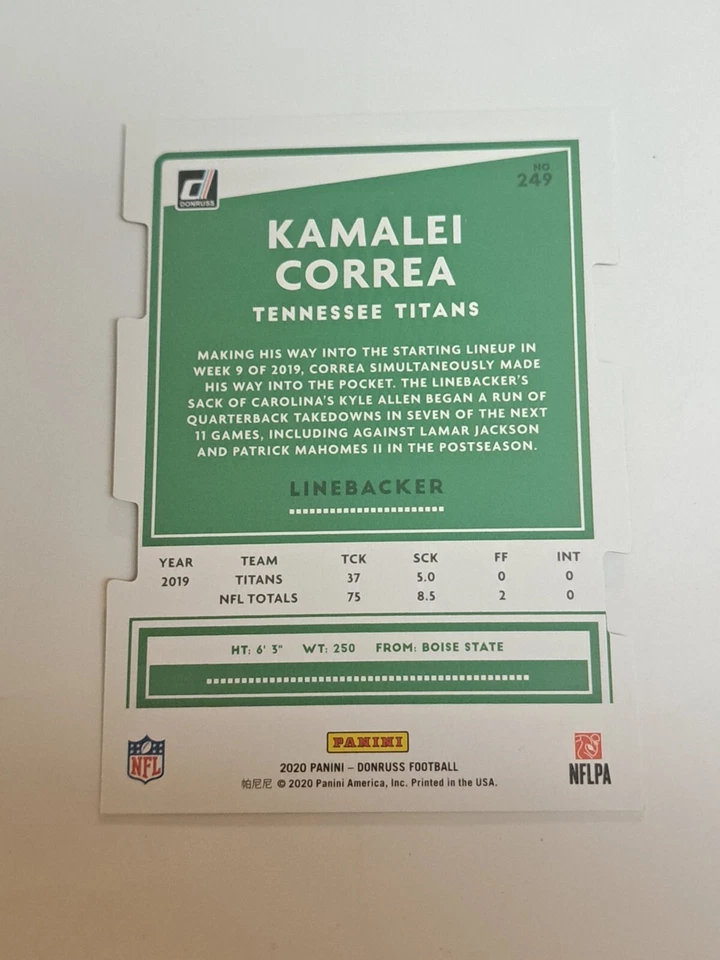 DONRUSS
NO.
249
KAMALEI
CORREA
TENNESSEE TITANS
MAKING HIS WAY INTO THE STARTING LINEUP IN
WEEK 9 OF 2019, CORREA SIMULTANEOUSLY MADE
HIS WAY INTO THE POCKET. THE LINEBACKER'S
SACK OF CAROLINA'S KYLE ALLEN BEGAN A RUN OF
QUARTERBACK TAKEDOWNS IN SEVEN OF THE NEXT
11 GAMES, INCLUDING AGAINST LAMAR JACKSON
AND PATRICK MAHOMES II IN THE POSTSEASON.
LINEBACKER
YEAR TEAM TCK SCK FF INT
2019 TITANS 37 5.0 0 0
NFL TOTALS 75 8.5 2 0
HT: 6' 3" WT: 250 FROM: BOISE STATE
NFL
PANINI
NFLPA
2020 PANINI – DONRUSS FOOTBALL
帕尼尼 © 2020 Panini America, Inc. Printed in the USA.